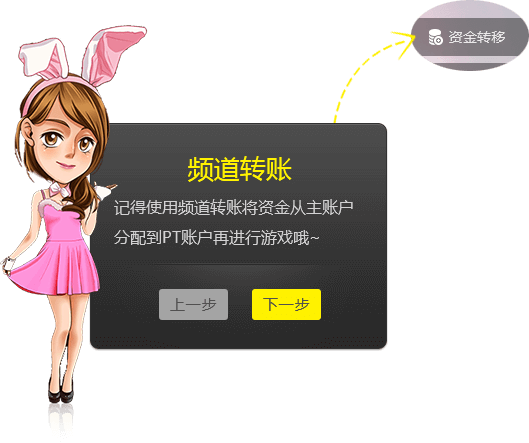 资金转移
频道转账
记得使用频道转账将资金从主账户
分配到PT账户再进行游戏哦~
上一步
下一步